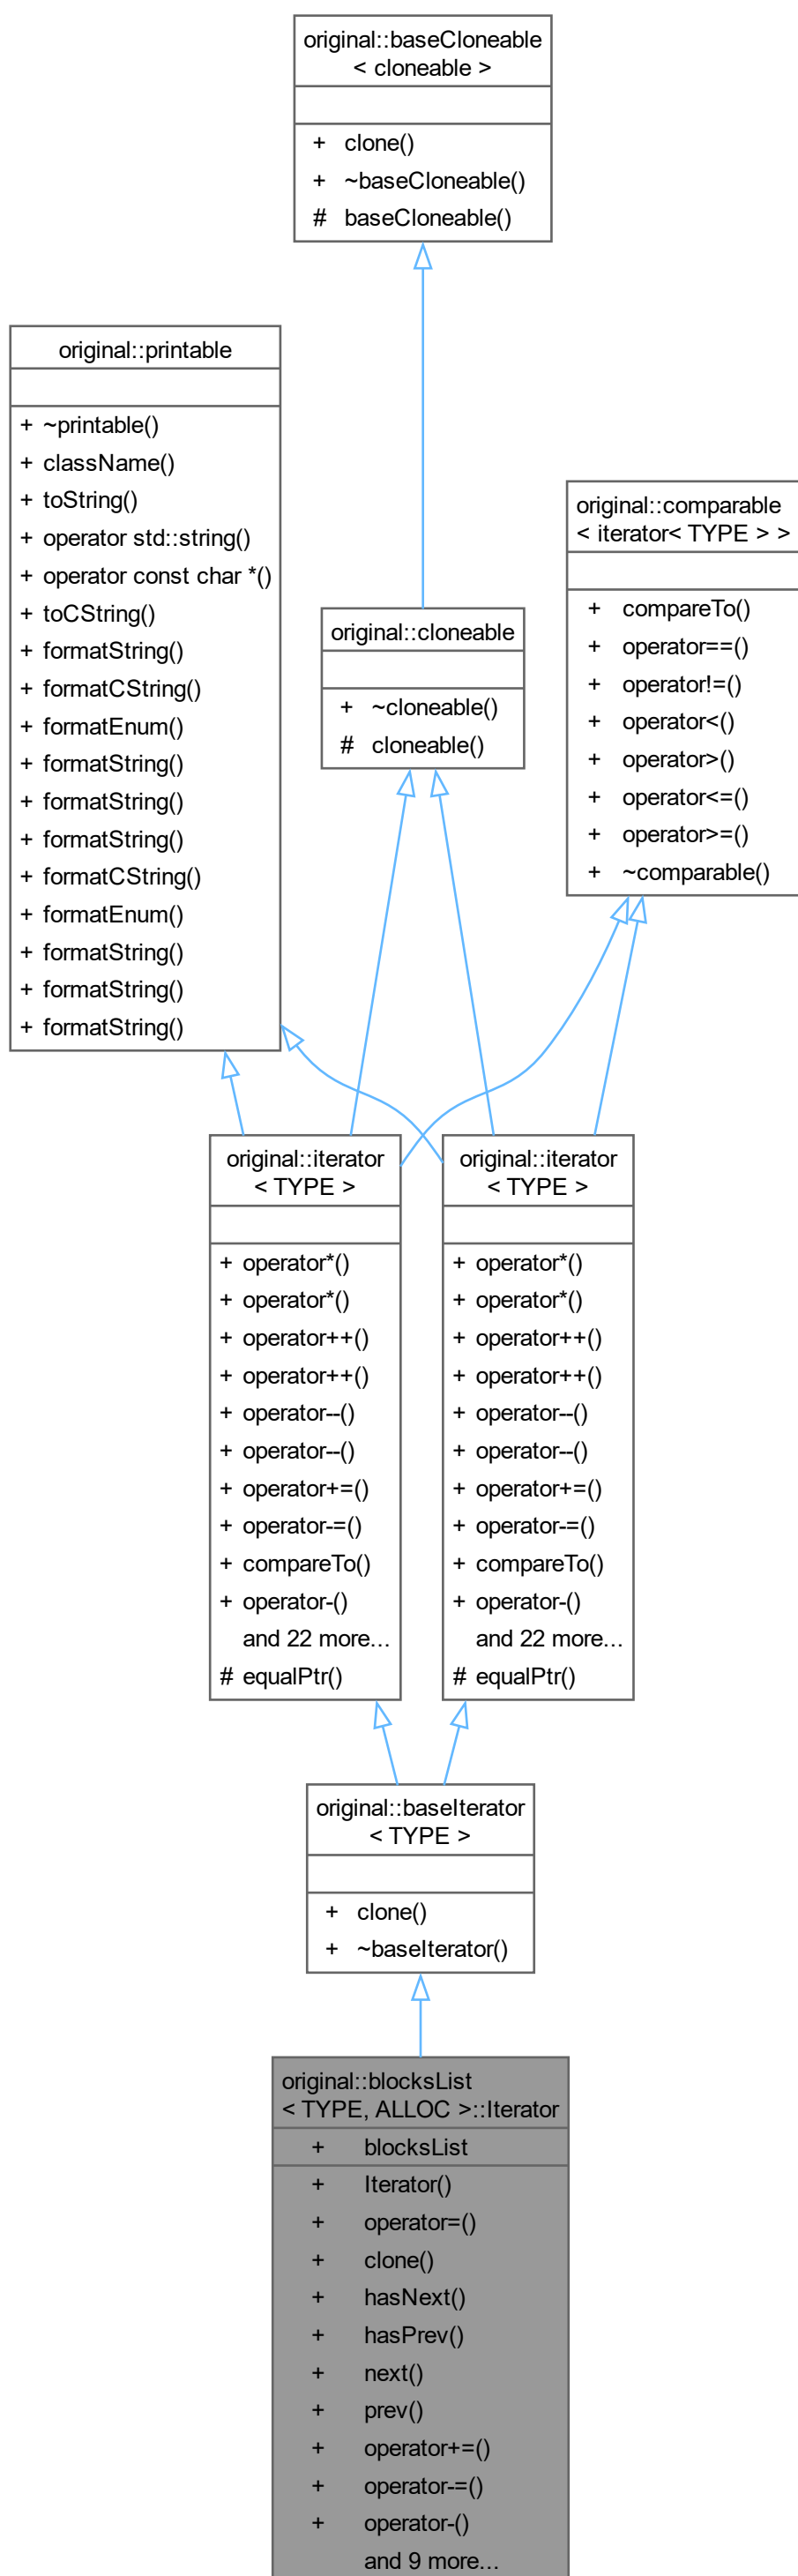 original::baseCloneable
< cloneable >
+ clone()
+ ~baseCloneable()
# baseCloneable()
original::printable
+ ~printable()
+ className()
+ toString()
+ operator std::string()
+ operator const char *()
+ toCString()
+ formatString()
+ formatCString()
+ formatEnum()
+ formatString()
+ formatString()
+ formatString()
+ formatCString()
+ formatEnum()
+ formatString()
+ formatString()
+ formatString()
original::comparable
< iterator< TYPE > >
+ compareTo()
+ operator==()
+ operator!=()
+ operator<()
+ operator>()
+ operator<=()
+ operator>=()
+ ~comparable()
original::cloneable
+ ~cloneable()
# cloneable()
original::iterator
< TYPE >
+ operator*()
+ operator*()
+ operator++()
+ operator++()
+ operator--()
+ operator--()
+ operator+=()
+ operator-=()
+ compareTo()
+ operator-()
and 22 more...
# equalPtr()
original::iterator
< TYPE >
+ operator*()
+ operator*()
+ operator++()
+ operator++()
+ operator--()
+ operator--()
+ operator+=()
+ operator-=()
+ compareTo()
+ operator-()
and 22 more...
# equalPtr()
original::baseIterator
< TYPE >
+ clone()
+ ~baseIterator()
original::blocksList
< TYPE, ALLOC >::Iterator
+ blocksList
+ Iterator()
+ operator=()
+ clone()
+ hasNext()
+ hasPrev()
+ next()
+ prev()
+ operator+=()
+ operator-=()
+ operator-()
and 9 more...